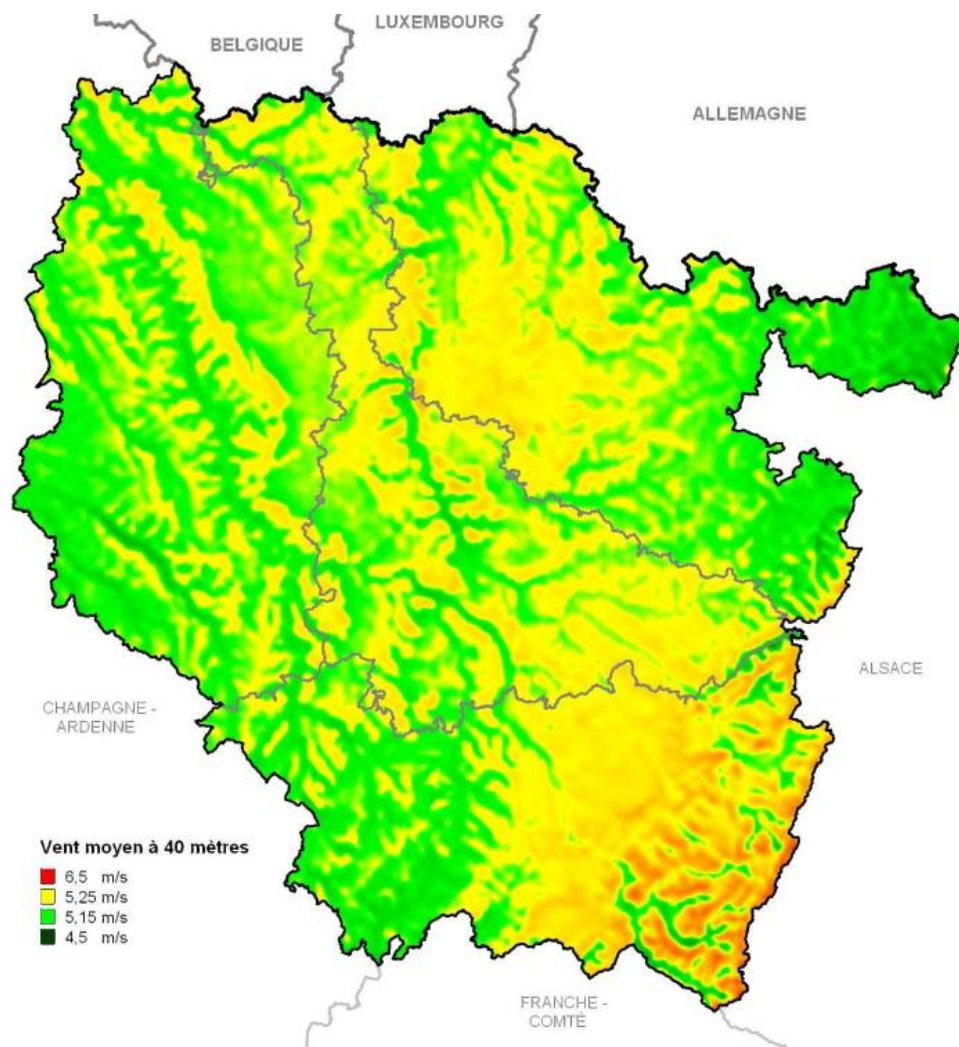 LUXEMBOURG
BELGIQUE
ALLEMAGNE
ALSACE
CHAMPAGNE -
ARDENNE
Vent moyen à 40 mètres
6,5 m/s
5,25 m/s
5,15 m/s
4,5 m/s
FRANCHE -
COMTÉ